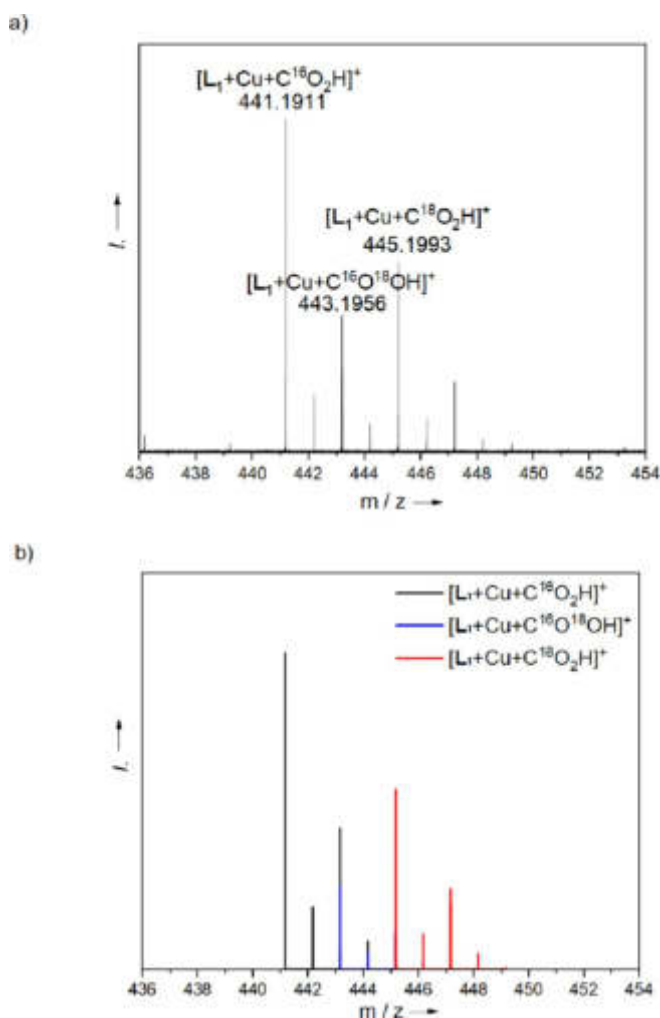 a)
[L₁+Cu+C¹⁶O₂H]⁺
441.1911
[L₁+Cu+C¹⁸O₂H]⁺
445.1993
[L₁+Cu+C¹⁶O¹⁸OH]⁺
443.1956
I.
436 438 440 442 444 446 448 450 452 454
m / z
b)
[L₁+Cu+C¹⁶O₂H]⁺
[L₁+Cu+C¹⁶O¹⁸OH]⁺
[L₁+Cu+C¹⁸O₂H]⁺
I.
436 438 440 442 444 446 448 450 452 454
m / z